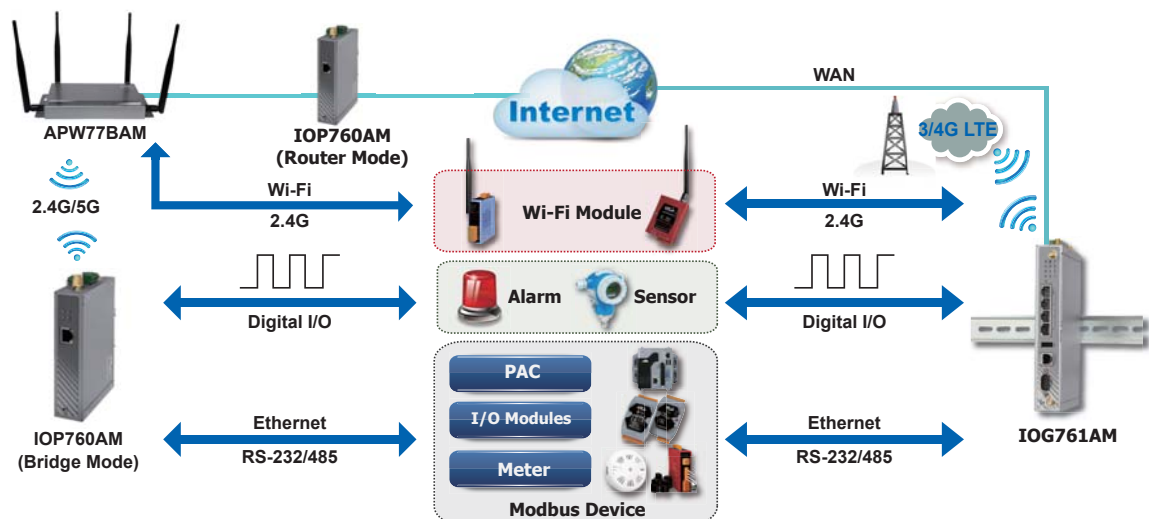 WAN
Internet
3/4G LTE
APW77BAM
IOP760AM
(Router Mode)
Wi-Fi
2.4G
Wi-Fi Module
Wi-Fi
2.4G
2.4G/5G
Alarm
Sensor
Digital I/O
Digital I/O
PAC
I/O Modules
Meter
Modbus Device
Ethernet
RS-232/485
Ethernet
RS-232/485
IOP760AM
(Bridge Mode)
IOG761AM